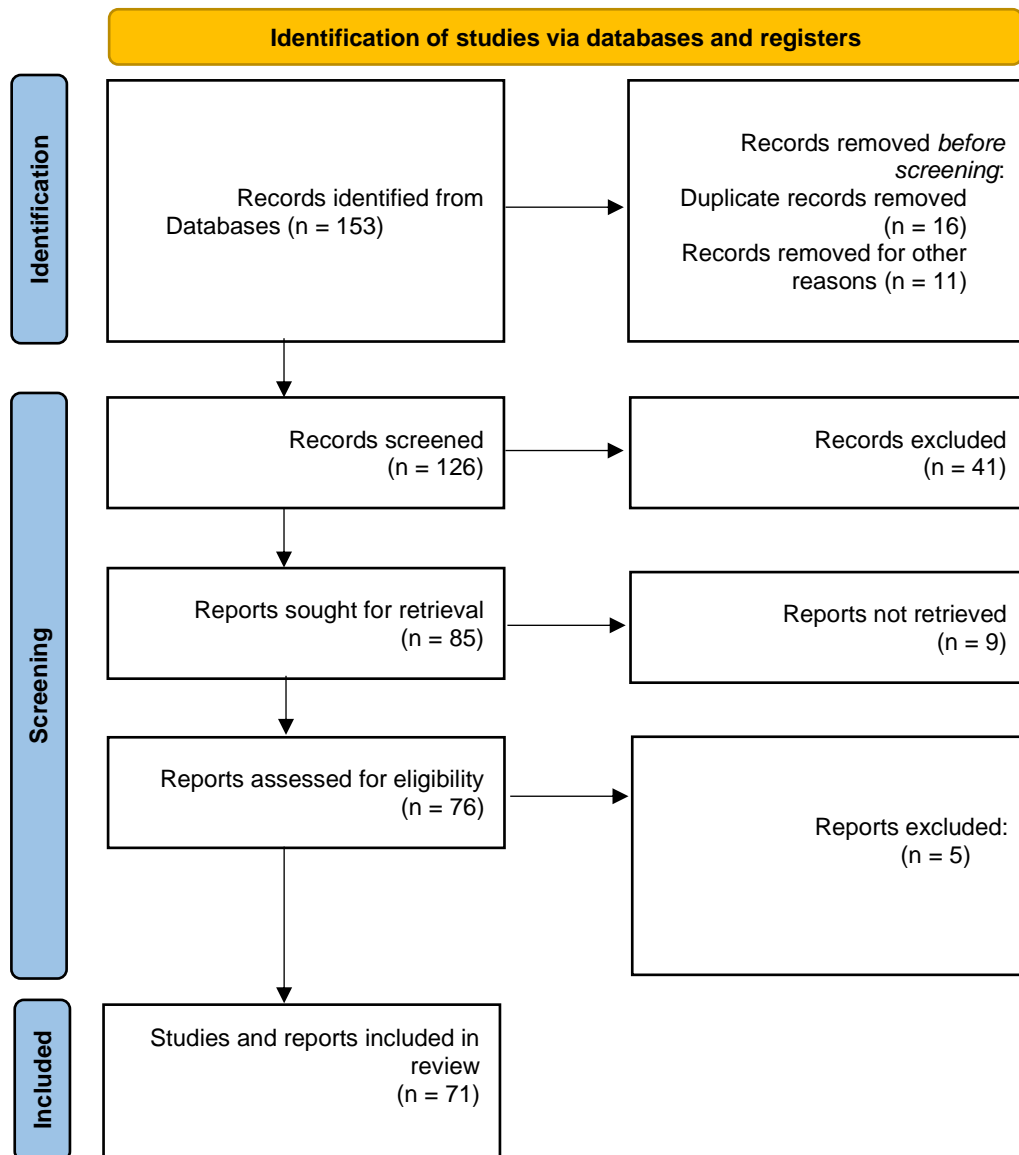 Identification of studies via databases and registers
Identification
Records identified from
Databases (n = 153)
Records removed before
screening:
Duplicate records removed
(n = 16)
Records removed for other
reasons (n = 11)
Screening
Records screened
(n = 126)
Records excluded
(n = 41)
Reports sought for retrieval
(n = 85)
Reports not retrieved
(n = 9)
Reports assessed for eligibility
(n = 76)
Reports excluded:
(n = 5)
Included
Studies and reports included in
review
(n = 71)